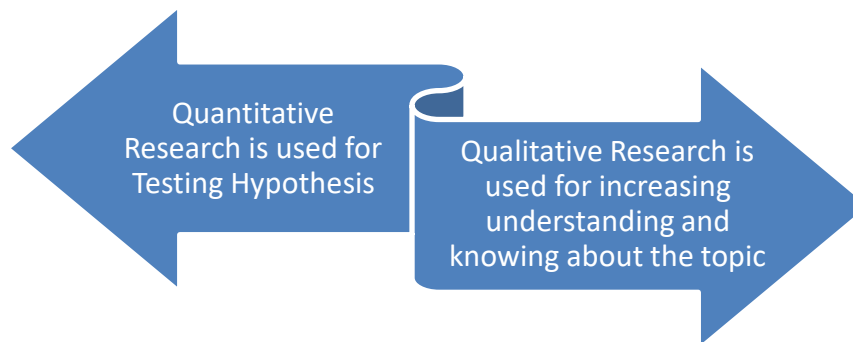 Quantitative
Research is used for
Testing Hypothesis
Qualitative Research is
used for increasing
understanding and
knowing about the topic